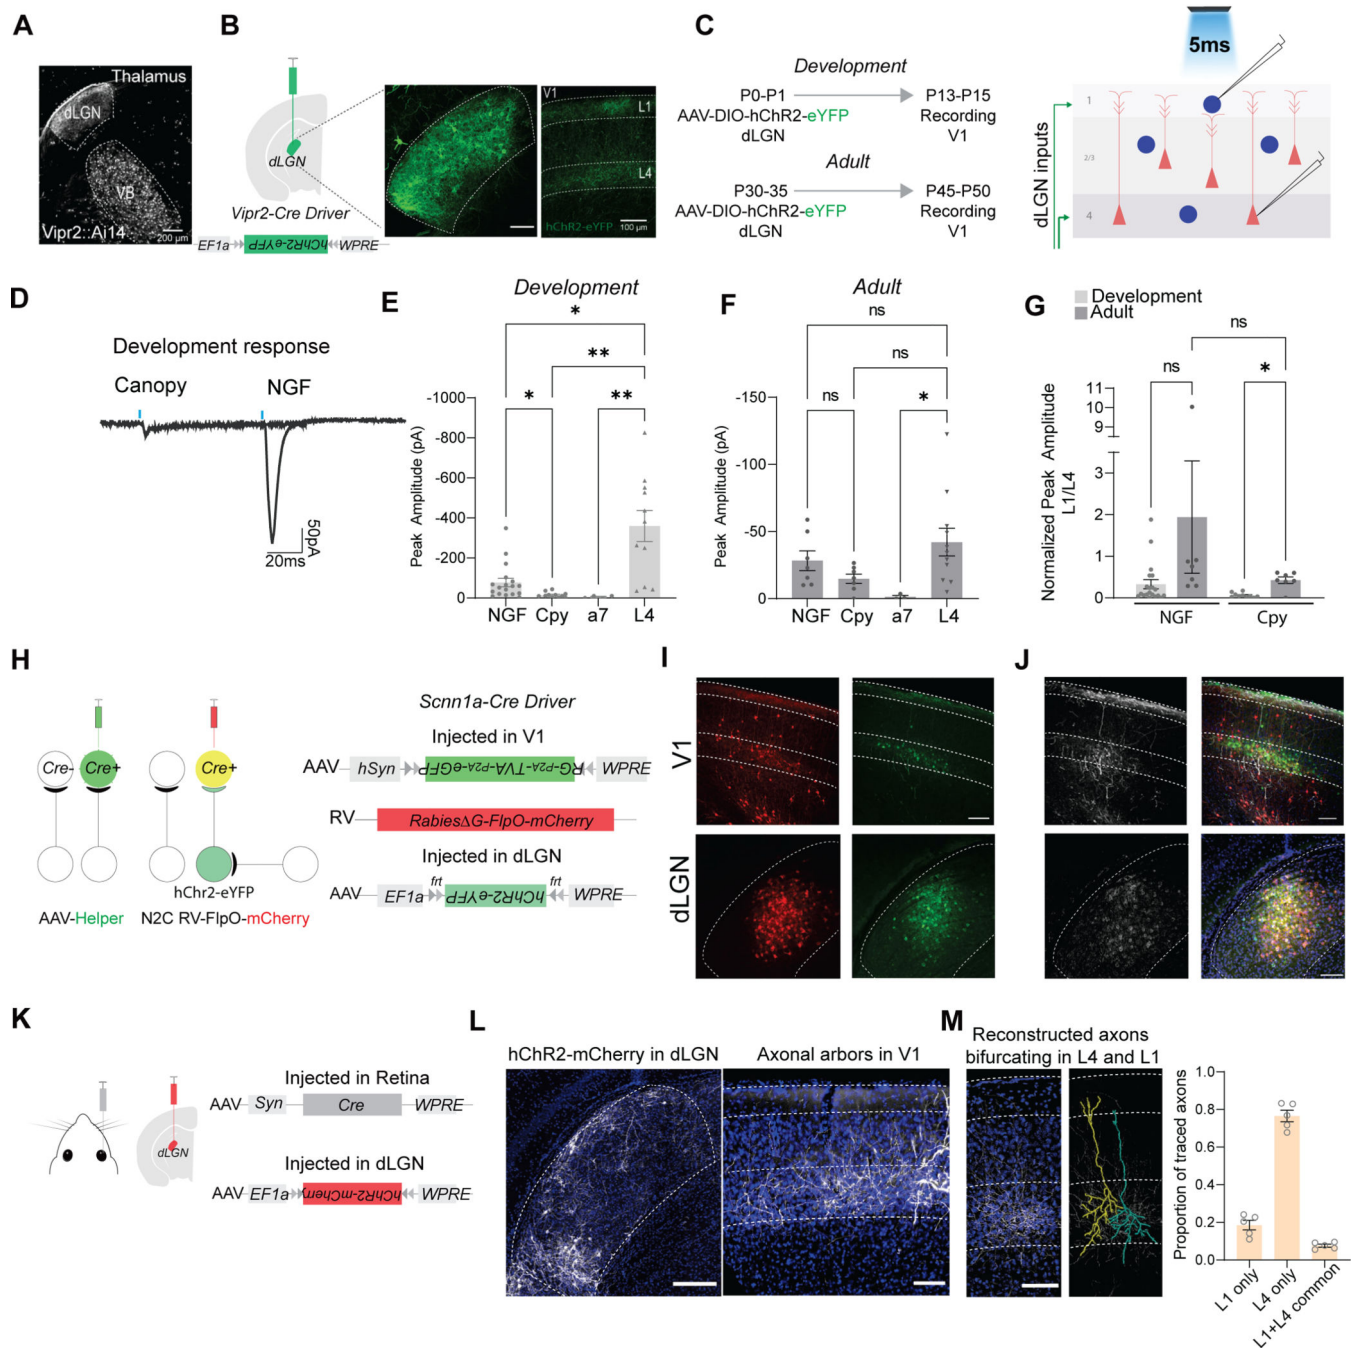 A
Thalamus
dLGN
VB
Vipr2::Ai14
200 µm
B
dLGN
Vipr2-Cre Driver
EF1a
hChR2-eYFP
WPRE
V1
L1
L4
hChR2-eYFP
100 µm
C
Development
P0-P1
P13-P15
AAV-DIO-hChR2-eYFP
Recording
dLGN
V1
Adult
P30-35
P45-P50
AAV-DIO-hChR2-eYFP
Recording
dLGN
V1
5ms
dLGN inputs
1
2/3
4
D
Development response
Canopy
NGF
50pA
20ms
E
Development
*
**
*
**
Peak Amplitude (pA)
-1000
-800
-600
-400
-200
0
NGF
Cpy
a7
L4
F
Adult
ns
ns
ns
*
Peak Amplitude (pA)
-150
-100
-50
0
NGF
Cpy
a7
L4
G
Development
Adult
ns
ns
*
Normalized Peak Amplitude
L1/L4
11
10
9
3
2
1
0
NGF
Cpy
H
Cre-
Cre+
Cre+
hChr2-eYFP
AAV-Helper
N2C RV-FlpO-mCherry
Scnn1a-Cre Driver
Injected in V1
AAV
hSyn
RG-P2A-TVA-P2A-eGFP
WPRE
RV
RabiesΔG-FlpO-mCherry
Injected in dLGN
AAV
EF1a
frt
hChR2-eYFP
frt
WPRE
I
V1
dLGN
J
K
dLGN
Injected in Retina
AAV
Syn
Cre
WPRE
Injected in dLGN
AAV
EF1a
hChR2-mCherry
WPRE
L
hChR2-mCherry in dLGN
Axonal arbors in V1
M
Reconstructed axons
bifurcating in L4 and L1
Proportion of traced axons
1.0
0.8
0.6
0.4
0.2
0.0
L1 only
L4 only
L1+L4 common